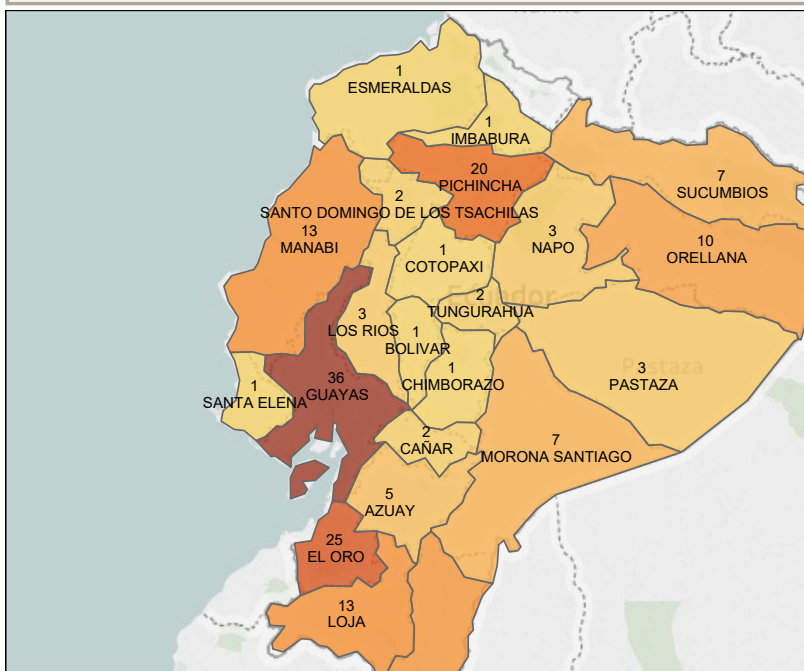 1
ESMERALDAS
1
IMBABURA
20
PICHINCHA
7
SUCUMBIOS
2
SANTO DOMINGO DE LOS TSACHILAS
13
MANABI
3
NAPO
10
ORELLANA
1
COTOPAXI
Ecuador
2
TUNGURAHUA
3
LOS RIOS
1
BOLIVAR
1
CHIMBORAZO
Pastaza
3
PASTAZA
1
SANTA ELENA
36
GUAYAS
2
CAÑAR
7
MORONA SANTIAGO
5
AZUAY
25
EL ORO
13
LOJA